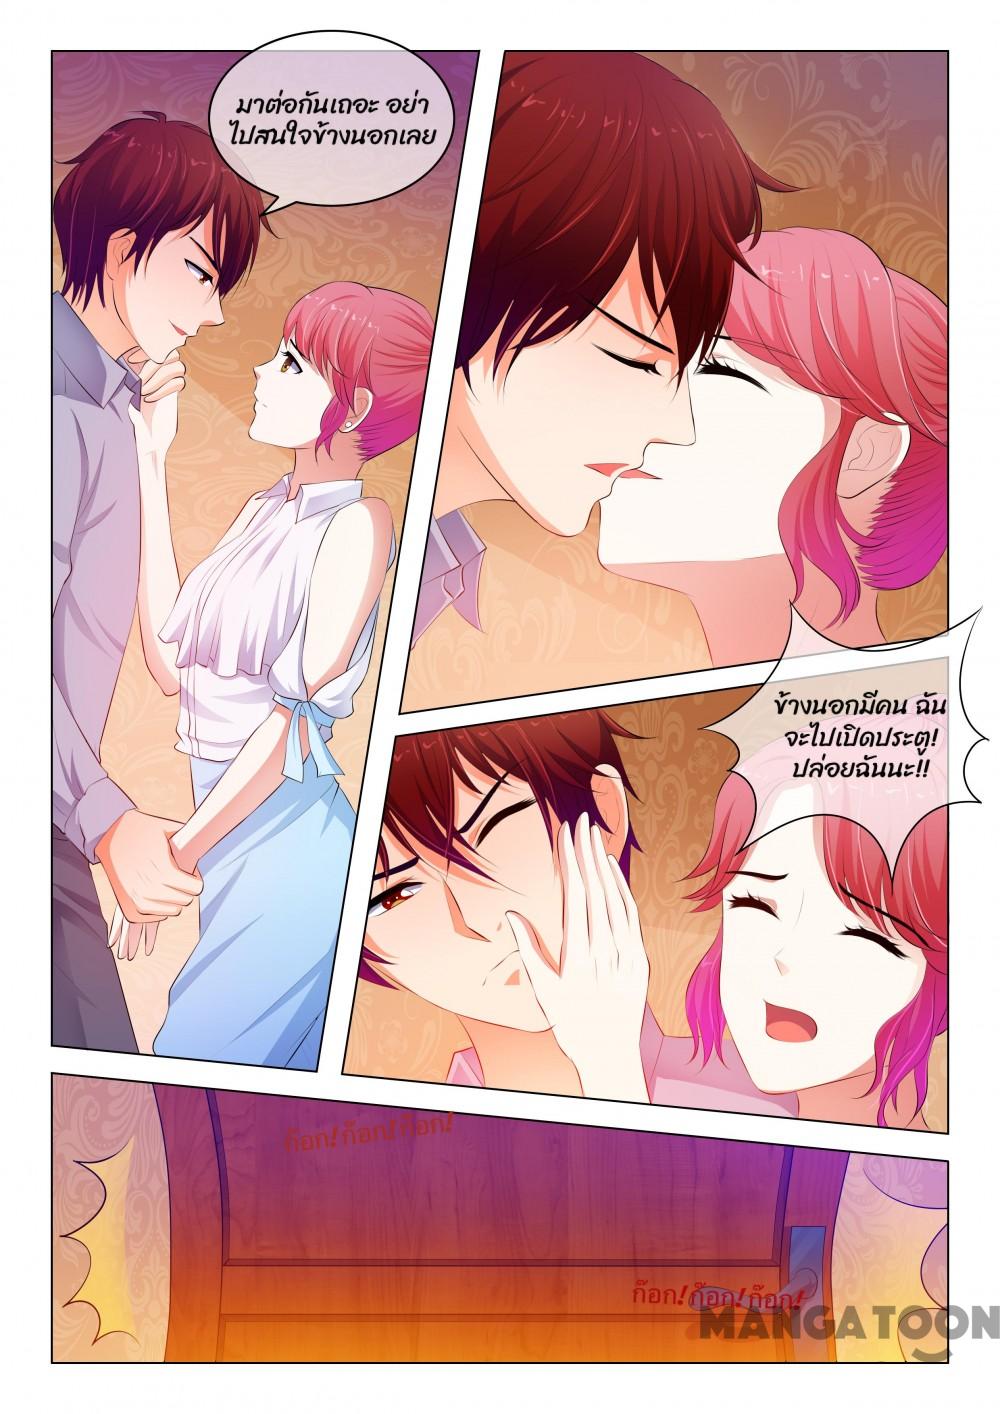 มาต่อกันเถอะ อย่า
ไปสนใจข้างนอกเลย
ข้างนอกมีคน ฉัน
จะไปเปิดประตู!
ปล่อยฉันนะ!!
ก๊อก! ก๊อก! ก๊อก!
ก๊อก! ก๊อก! ก๊อก!
MANGATOON